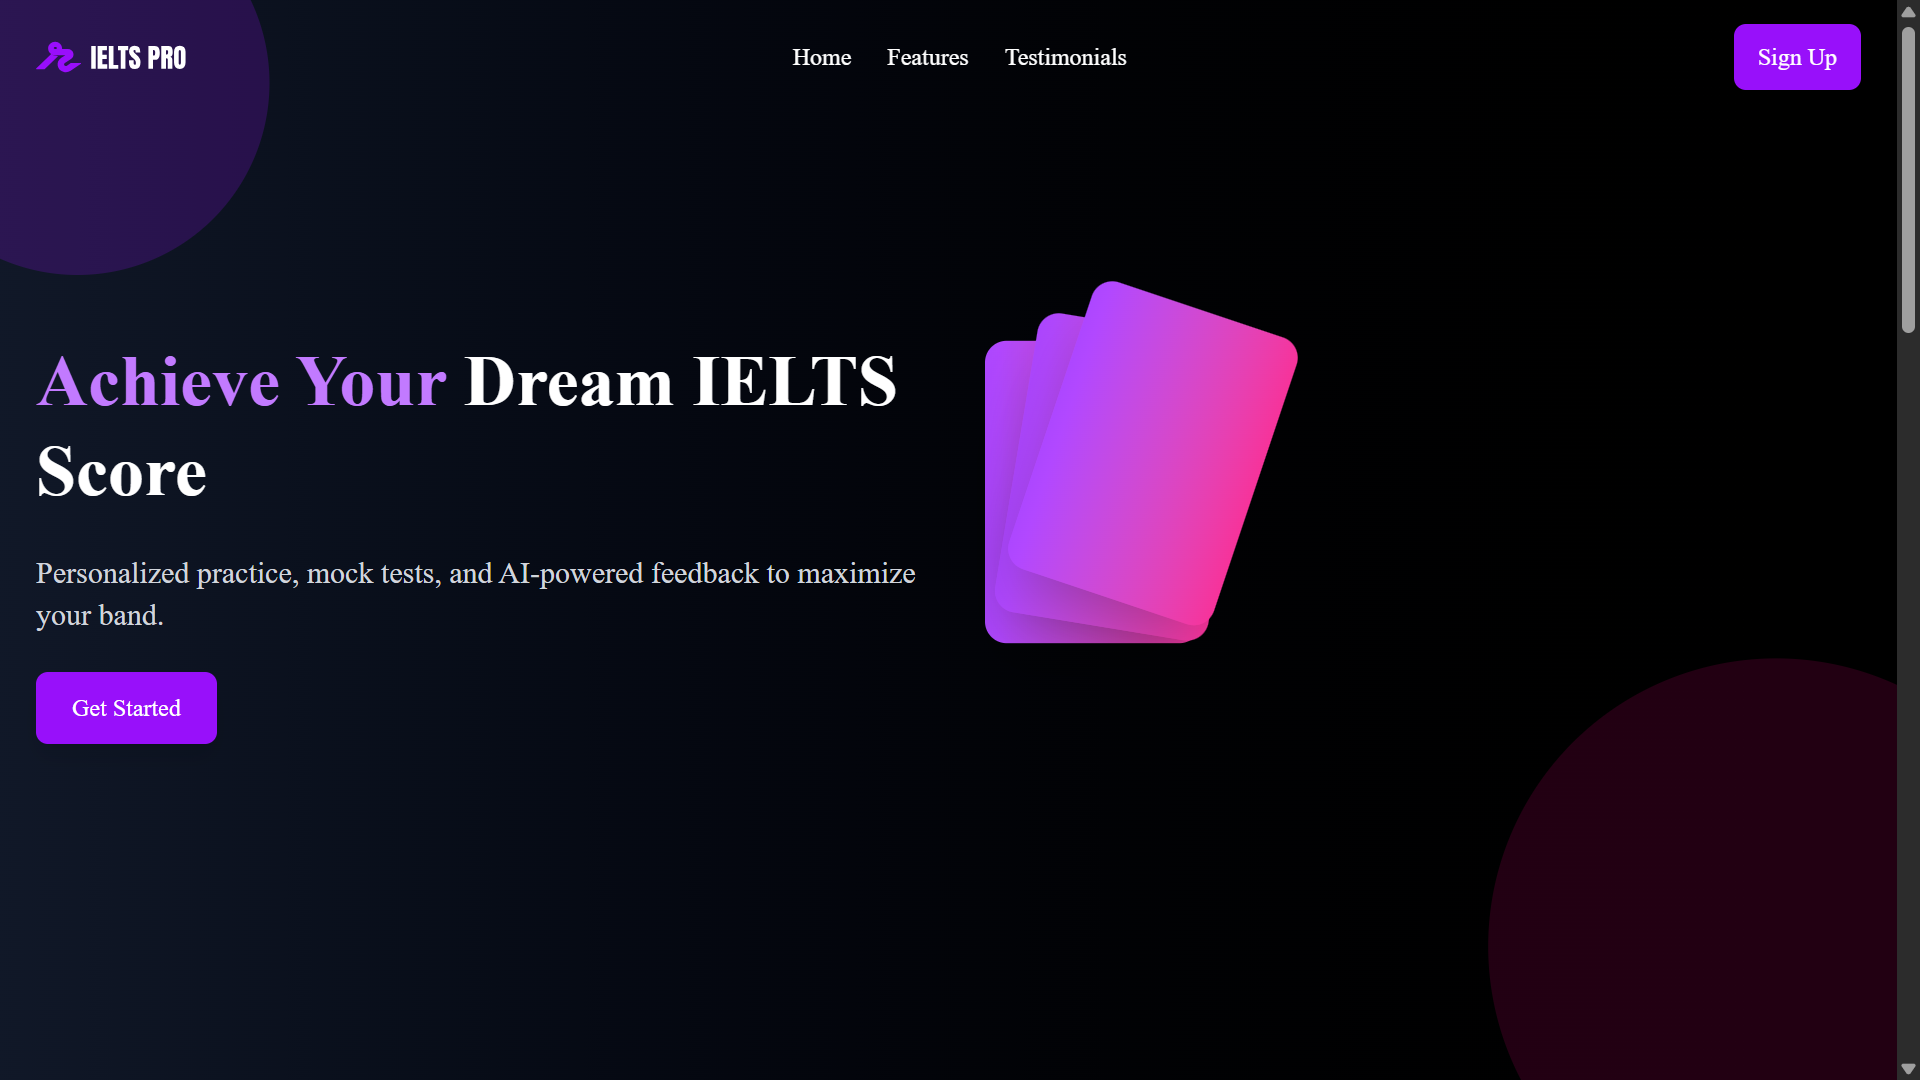 IELTS PRO
Home Features Testimonials
Sign Up
Achieve Your Dream IELTS
Score
Personalized practice, mock tests, and AI-powered feedback to maximize
your band.
Get Started